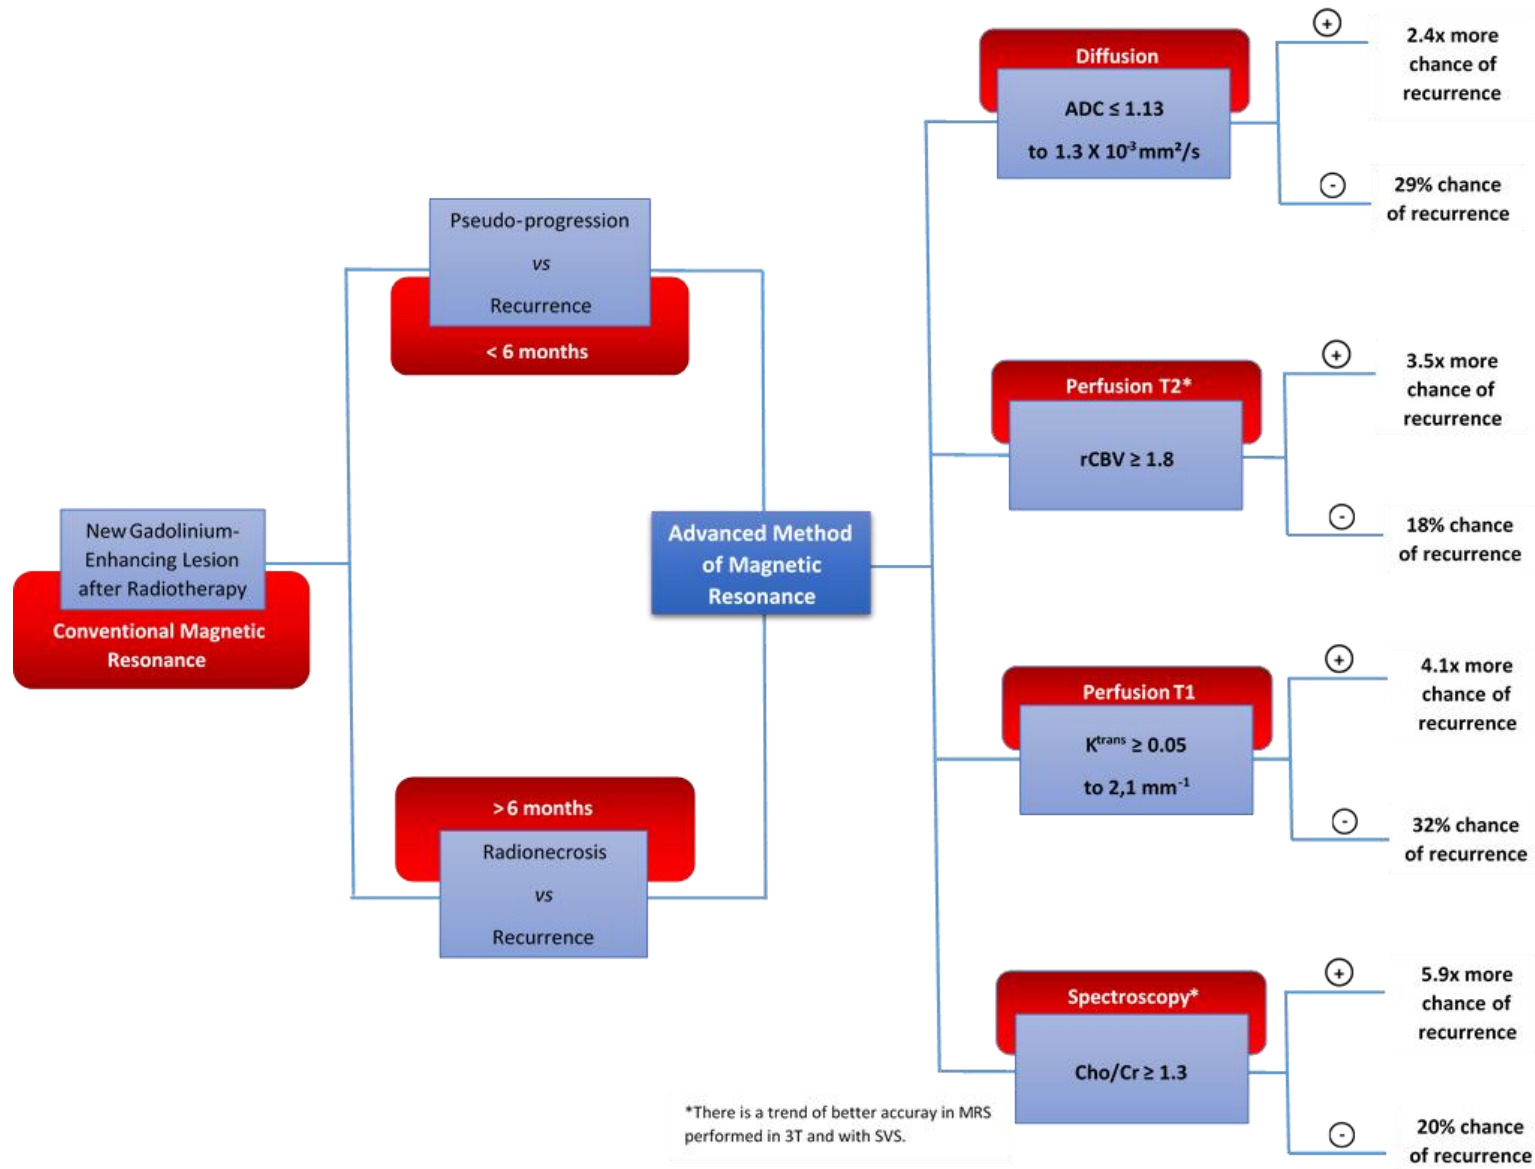 New Gadolinium-
Enhancing Lesion
after Radiotherapy
Conventional Magnetic
Resonance
Pseudo-progression
vs
Recurrence
< 6 months
> 6 months
Radionecrosis
vs
Recurrence
Advanced Method
of Magnetic
Resonance
Diffusion
ADC ≤ 1.13
to 1.3 X 10⁻³ mm²/s
+
2.4x more
chance of
recurrence
-
29% chance
of recurrence
Perfusion T2*
rCBV ≥ 1.8
+
3.5x more
chance of
recurrence
-
18% chance
of recurrence
Perfusion T1
Kᵗʳᵃⁿˢ ≥ 0.05
to 2,1 mm⁻¹
+
4.1x more
chance of
recurrence
-
32% chance
of recurrence
Spectroscopy*
Cho/Cr ≥ 1.3
+
5.9x more
chance of
recurrence
-
20% chance
of recurrence
*There is a trend of better accuray in MRS
performed in 3T and with SVS.